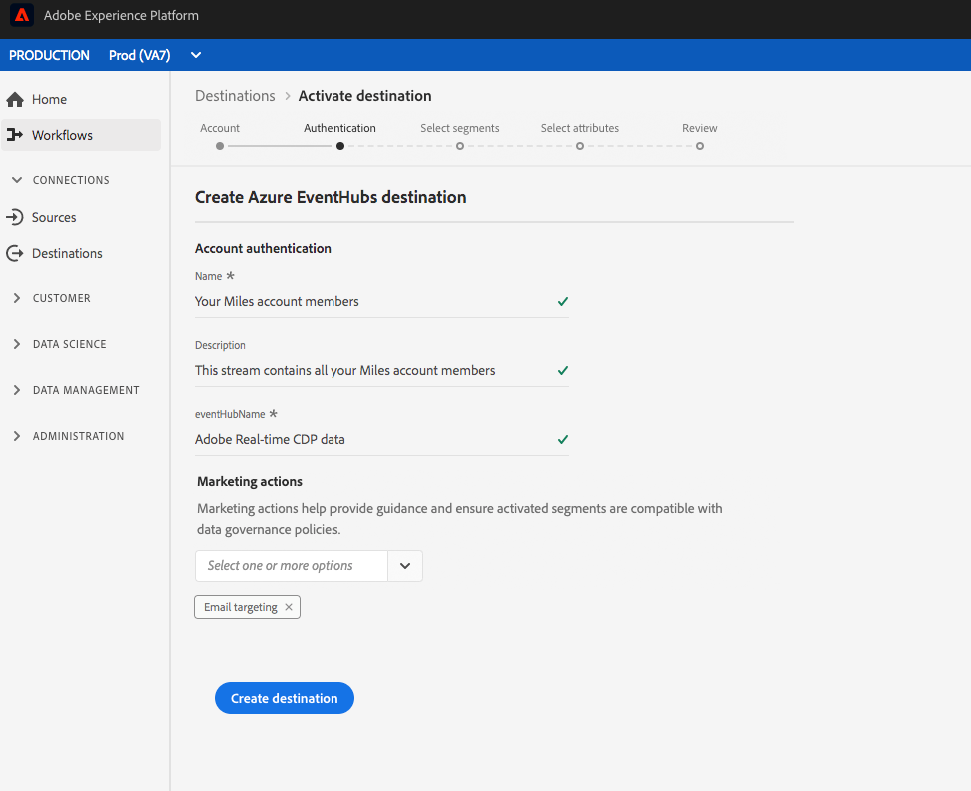 Adobe Experience Platform
PRODUCTION Prod (VA7)
Home
Workflows
CONNECTIONS
Sources
Destinations
CUSTOMER
DATA SCIENCE
DATA MANAGEMENT
ADMINISTRATION
Destinations > Activate destination
Account Authentication Select segments Select attributes Review
Create Azure EventHubs destination
Account authentication
Name *
Your Miles account members
Description
This stream contains all your Miles account members
eventHubName *
Adobe Real-time CDP data
Marketing actions
Marketing actions help provide guidance and ensure activated segments are compatible with
data governance policies.
Select one or more options
Email targeting ×
Create destination